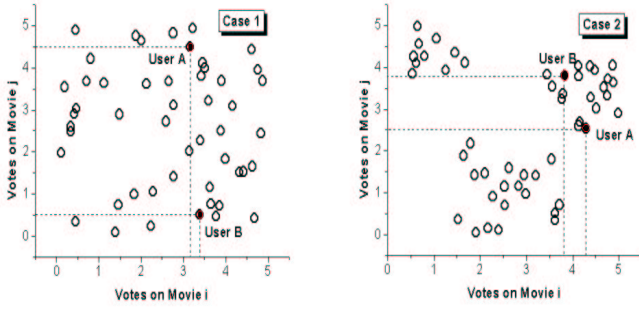 Case 1
Votes on Movie j
5
4
3
2
1
0
User A
User B
0 1 2 3 4 5
Votes on Movie i
Case 2
Votes on Movie j
5
4
3
2
1
0
User B
User A
0 1 2 3 4 5
Votes on Movie i